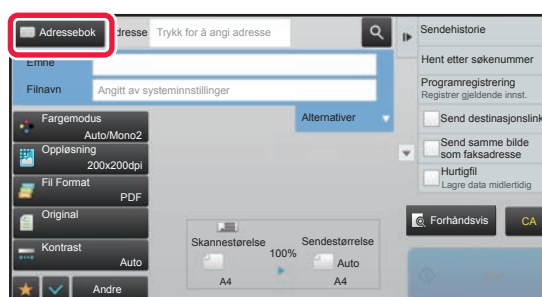 Adressebok
dresse
Trykk for å angi adresse
Emne
Filnavn
Angitt av systeminnstillinger
Alternativer
Fargemodus
Auto/Mono2
Oppløsning
200x200dpi
Fil Format
PDF
Original
Kontrast
Auto
Andre
Skannestørelse
100%
Sendestørrelse
A4
Auto
A4
Sendehistorie
Hent etter søkenummer
Programregistrering
Registrer gjeldende innst.
Send destinasjonslink
Send samme bilde
som faksadresse
Hurtigfil
Lagre data midlertidig
Forhåndsvis
CA